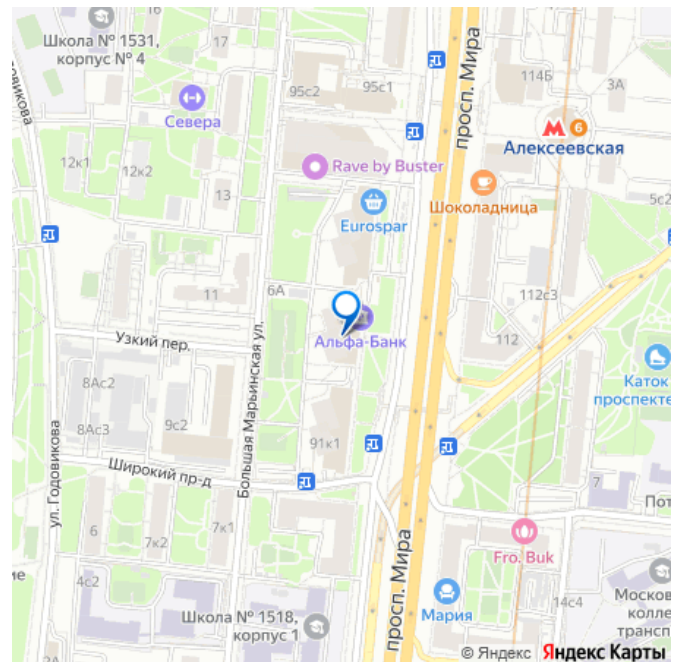 Школа № 1531,
корпус № 4
Севера
95с2
95с1
просп. Мира
114Б
3А
6
Алексеевская
Rave by Buster
12к1
12к2
13
Eurospar
Шоколадница
5с2
11
6А
Альфа-Банк
112с3
112
Узкий пер.
Большая Марьинская ул.
Каток
проспекте
8Ас2
8Ас3
9с2
91к1
ул. Годовикова
Широкий пр-д
6
7к2
7к1
7
Пот
Fro. Buk
4с2
просп. Мира
Мария
14с4
Москов
колле
трансп
Школа № 1518,
корпус 1
2А
© Яндекс Яндекс Карты